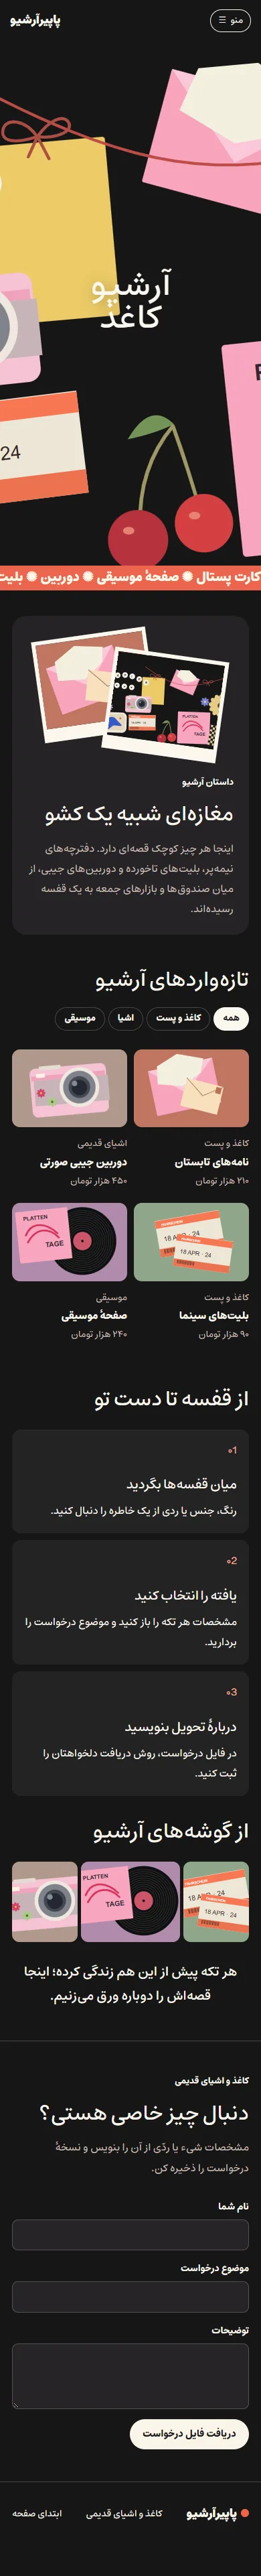 منو ☰
پاپیرآرشیو
آرشیو
کاغذ
24
کارت پستال ✺ صفحهٔ موسیقی ✺ دوربین ✺ بلیت
PLATTEN
TAGE
داستان آرشیو
مغازه‌ای شبیه یک کشو
اینجا هر چیز کوچک قصه‌ای دارد. دفترچه‌های
نیمه‌پر، بلیت‌های تاخورده و دوربین‌های جیبی، از
میان صندوق‌ها و بازارهای جمعه به یک قفسه
رسیده‌اند.
تازه‌واردهای آرشیو
همه
کاغذ و پست
اشیا
موسیقی
کاغذ و پست
نامه‌های تابستان
۲۱۰ هزار تومان
اشیای قدیمی
دوربین جیبی صورتی
۴۵۰ هزار تومان
18 APR · 24
18 APR · 24
PLATTEN
TAGE
کاغذ و پست
بلیت‌های سینما
۹۰ هزار تومان
موسیقی
صفحهٔ موسیقی
۲۴۰ هزار تومان
از قفسه تا دست تو
۰۱
میان قفسه‌ها بگردید
رنگ، جنس یا ردی از یک خاطره را دنبال کنید.
۰۲
یافته را انتخاب کنید
مشخصات هر تکه را باز کنید و موضوع درخواست را
بردارید.
۰۳
دربارهٔ تحویل بنویسید
در فایل درخواست، روش دریافت دلخواهتان را
ثبت کنید.
از گوشه‌های آرشیو
18 APR · 24
PLATTEN
TAGE
هر تکه پیش از این هم زندگی کرده؛ اینجا
قصه‌اش را دوباره ورق می‌زنیم.
کاغذ و اشیای قدیمی
دنبال چیز خاصی هستی؟
مشخصات شیء یا ردّی از آن را بنویس و نسخهٔ
درخواست را ذخیره کن.
نام شما
موضوع درخواست
توضیحات
دریافت فایل درخواست
پاپیرآرشیو
کاغذ و اشیای قدیمی
ابتدای صفحه